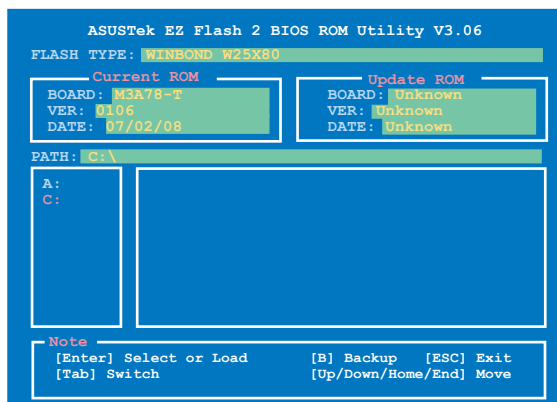 ASUSTek EZ Flash 2 BIOS ROM Utility V3.06
FLASH TYPE: WINBOND W25X80
Current ROM
BOARD: M3A78-T
VER: 0106
DATE: 07/02/08
Update ROM
BOARD: Unknown
VER: Unknown
DATE: Unknown
PATH: C:\
A:
C:
Note
[Enter] Select or Load [B] Backup [ESC] Exit
[Tab] Switch [Up/Down/Home/End] Move